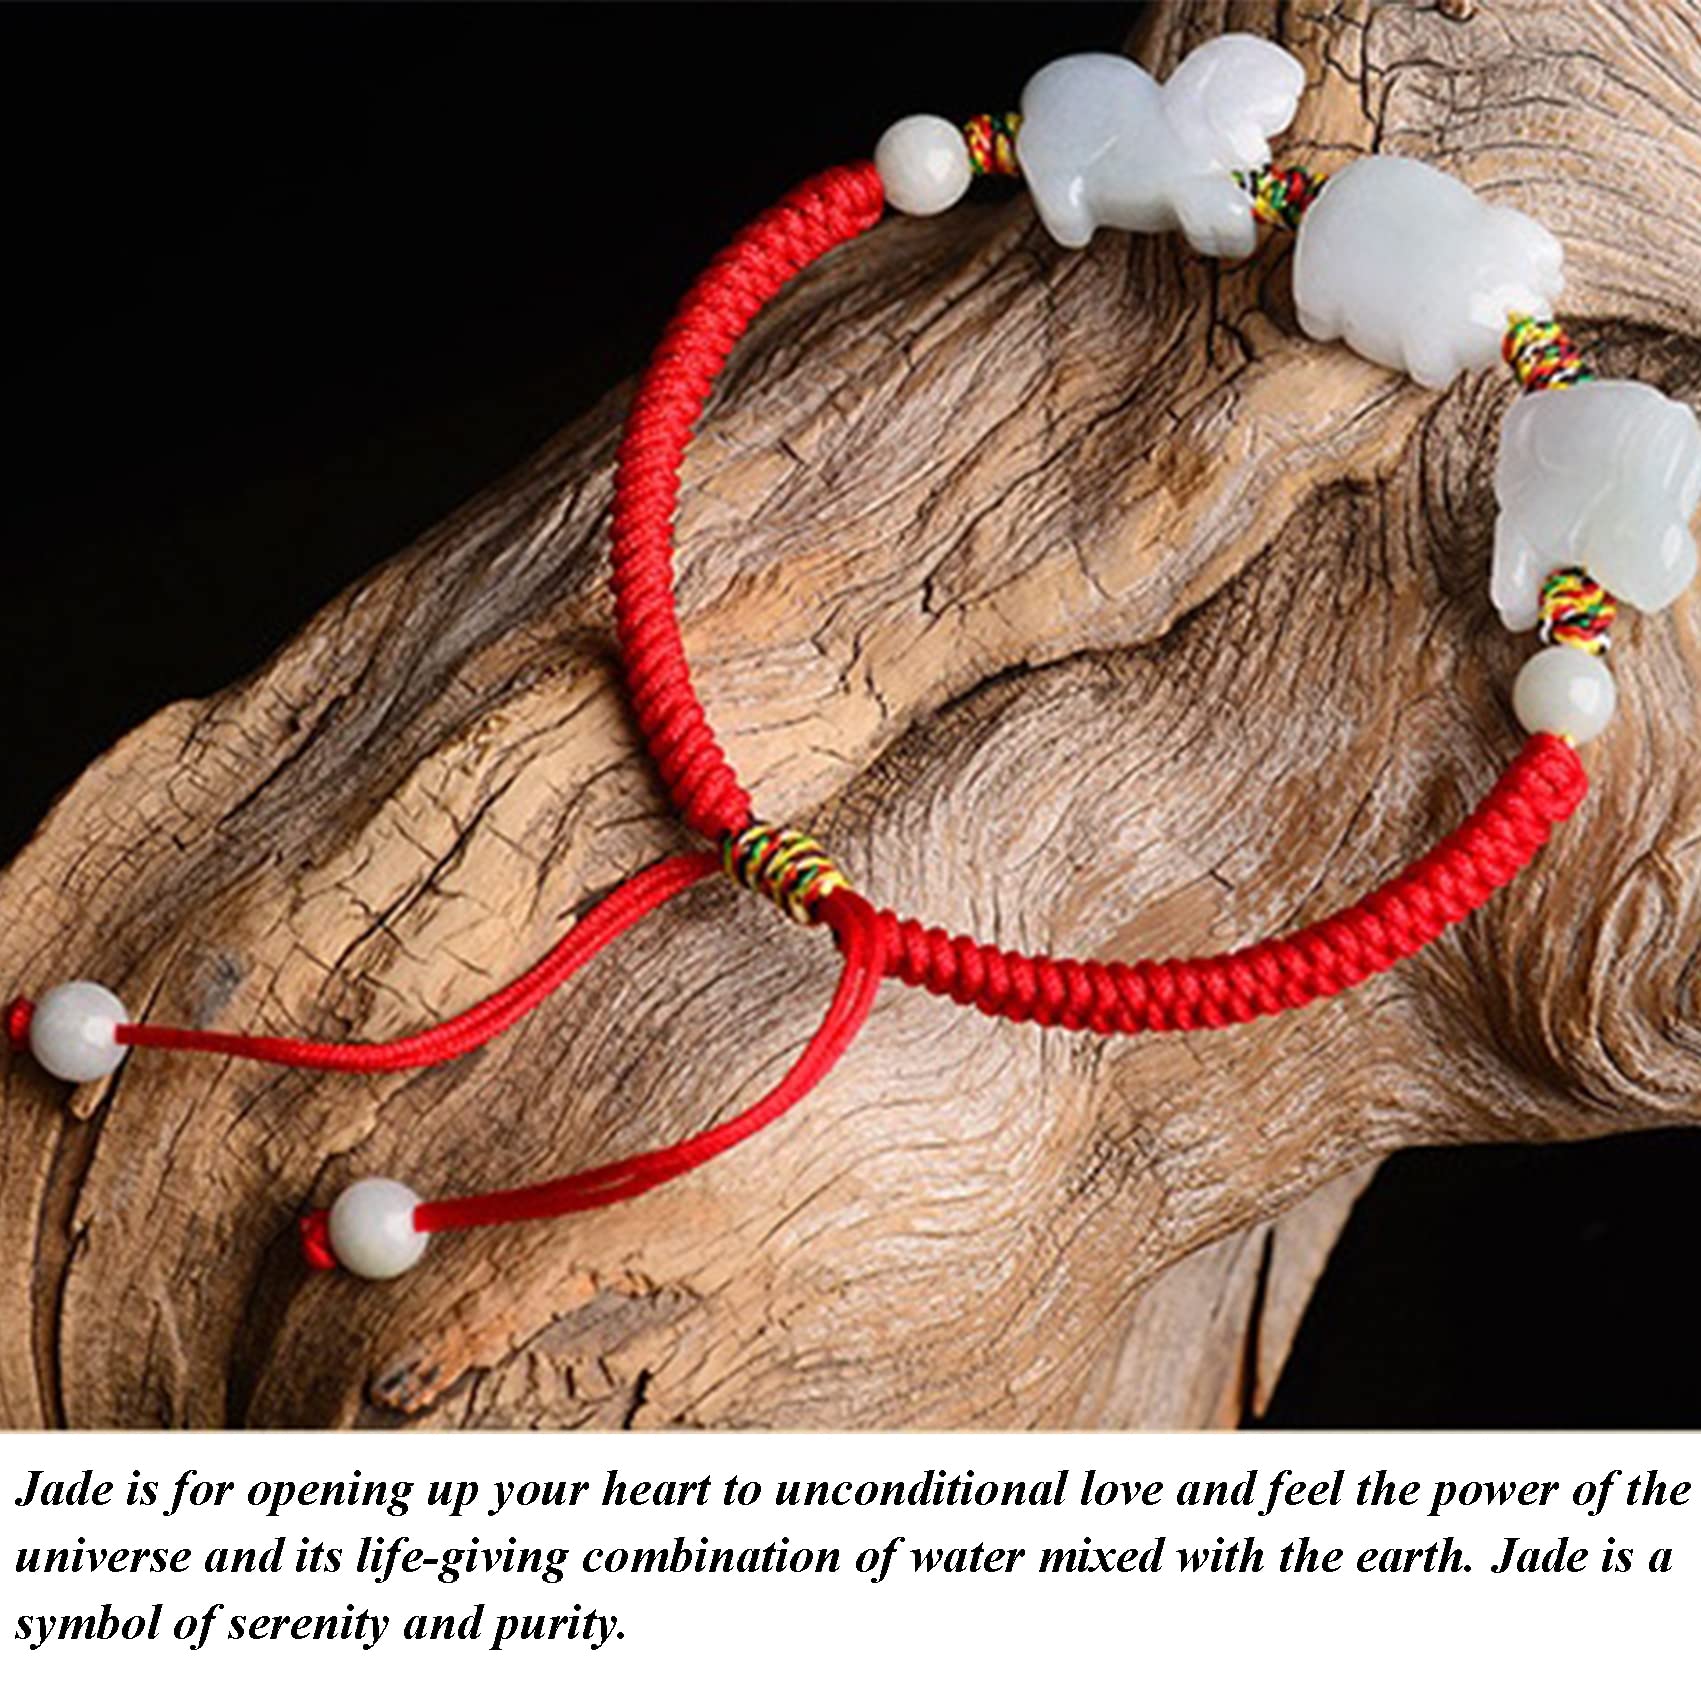 Jade is for opening up your heart to unconditional love and feel the power of the
universe and its life-giving combination of water mixed with the earth. Jade is a
symbol of serenity and purity.